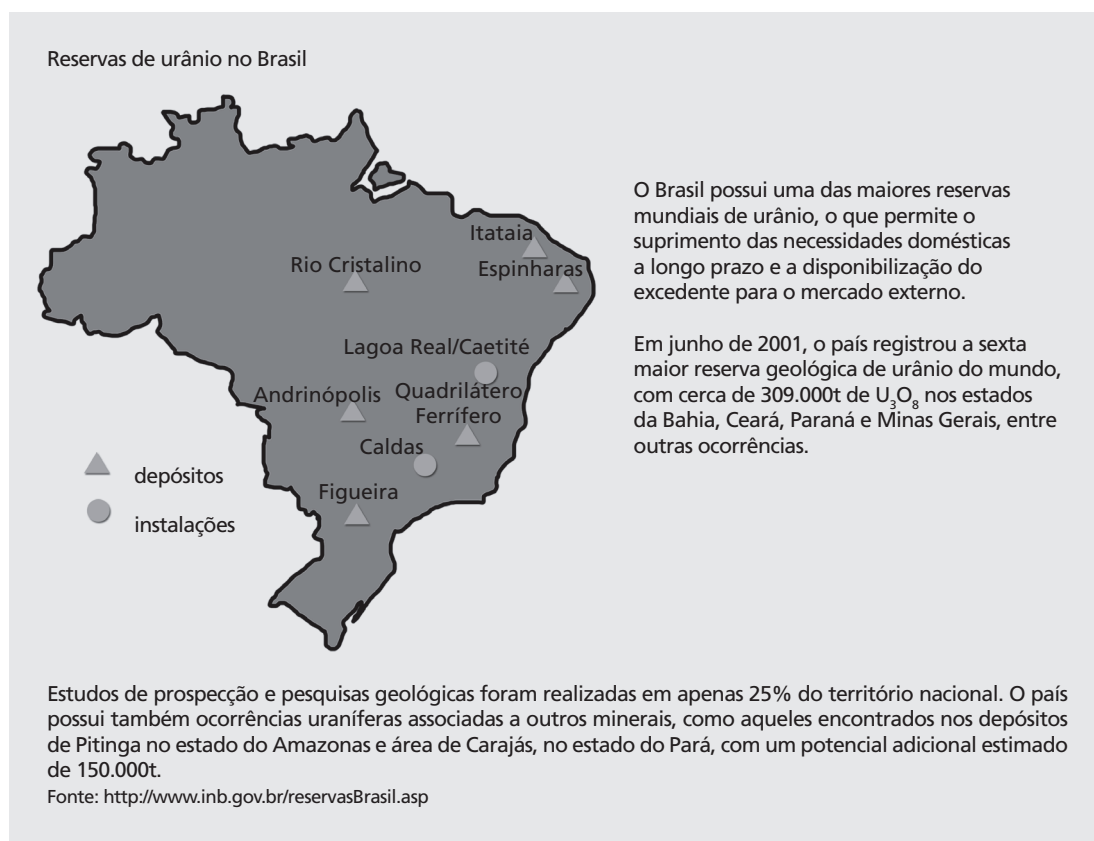 Reservas de urânio no Brasil
Itataia
Rio Cristalino
Espinharas
Lagoa Real/Caetité
Andrinópolis
Quadrilátero
Ferrífero
Caldas
Figueira
depósitos
instalações
O Brasil possui uma das maiores reservas
mundiais de urânio, o que permite o
suprimento das necessidades domésticas
a longo prazo e a disponibilização do
excedente para o mercado externo.
Em junho de 2001, o país registrou a sexta
maior reserva geológica de urânio do mundo,
com cerca de 309.000t de U₃O₈ nos estados
da Bahia, Ceará, Paraná e Minas Gerais, entre
outras ocorrências.
Estudos de prospecção e pesquisas geológicas foram realizadas em apenas 25% do território nacional. O país
possui também ocorrências uraníferas associadas a outros minerais, como aqueles encontrados nos depósitos
de Pitinga no estado do Amazonas e área de Carajás, no estado do Pará, com um potencial adicional estimado
de 150.000t.
Fonte: http://www.inb.gov.br/reservasBrasil.asp